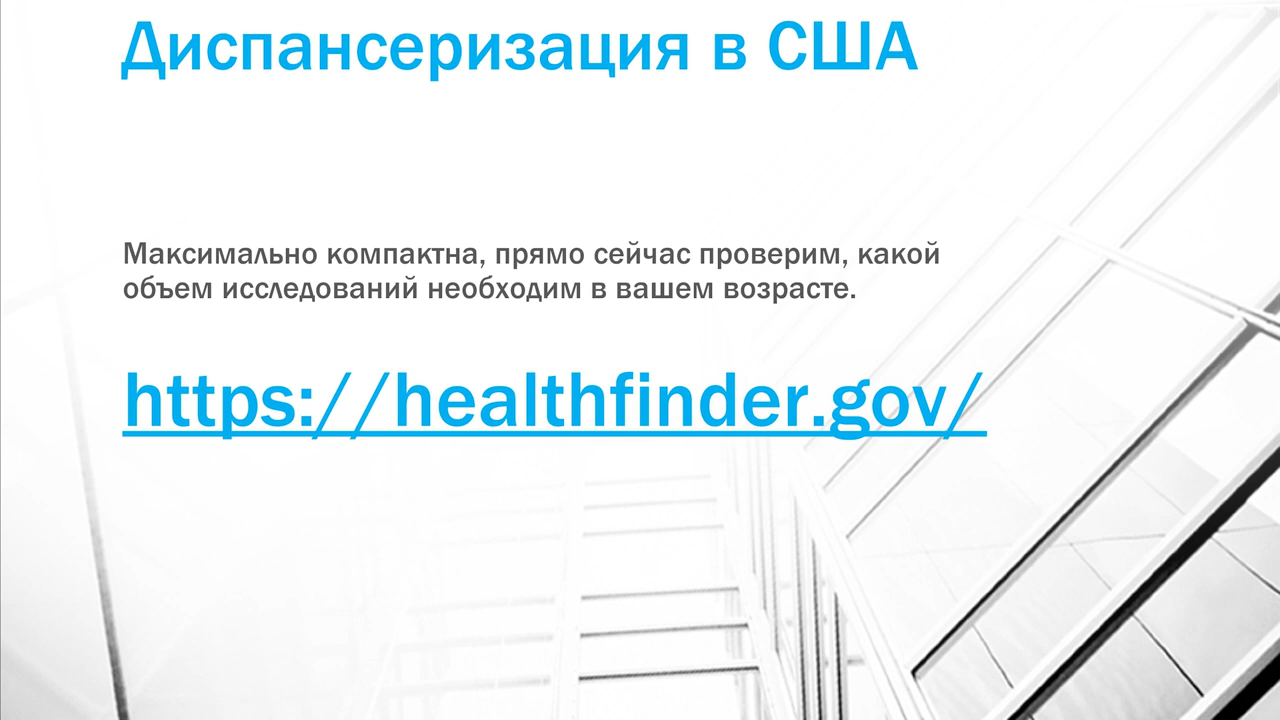 Диспансеризация в США
Максимально компактна, прямо сейчас проверим, какой
объем исследований необходим в вашем возрасте.
https://healthfinder.gov/